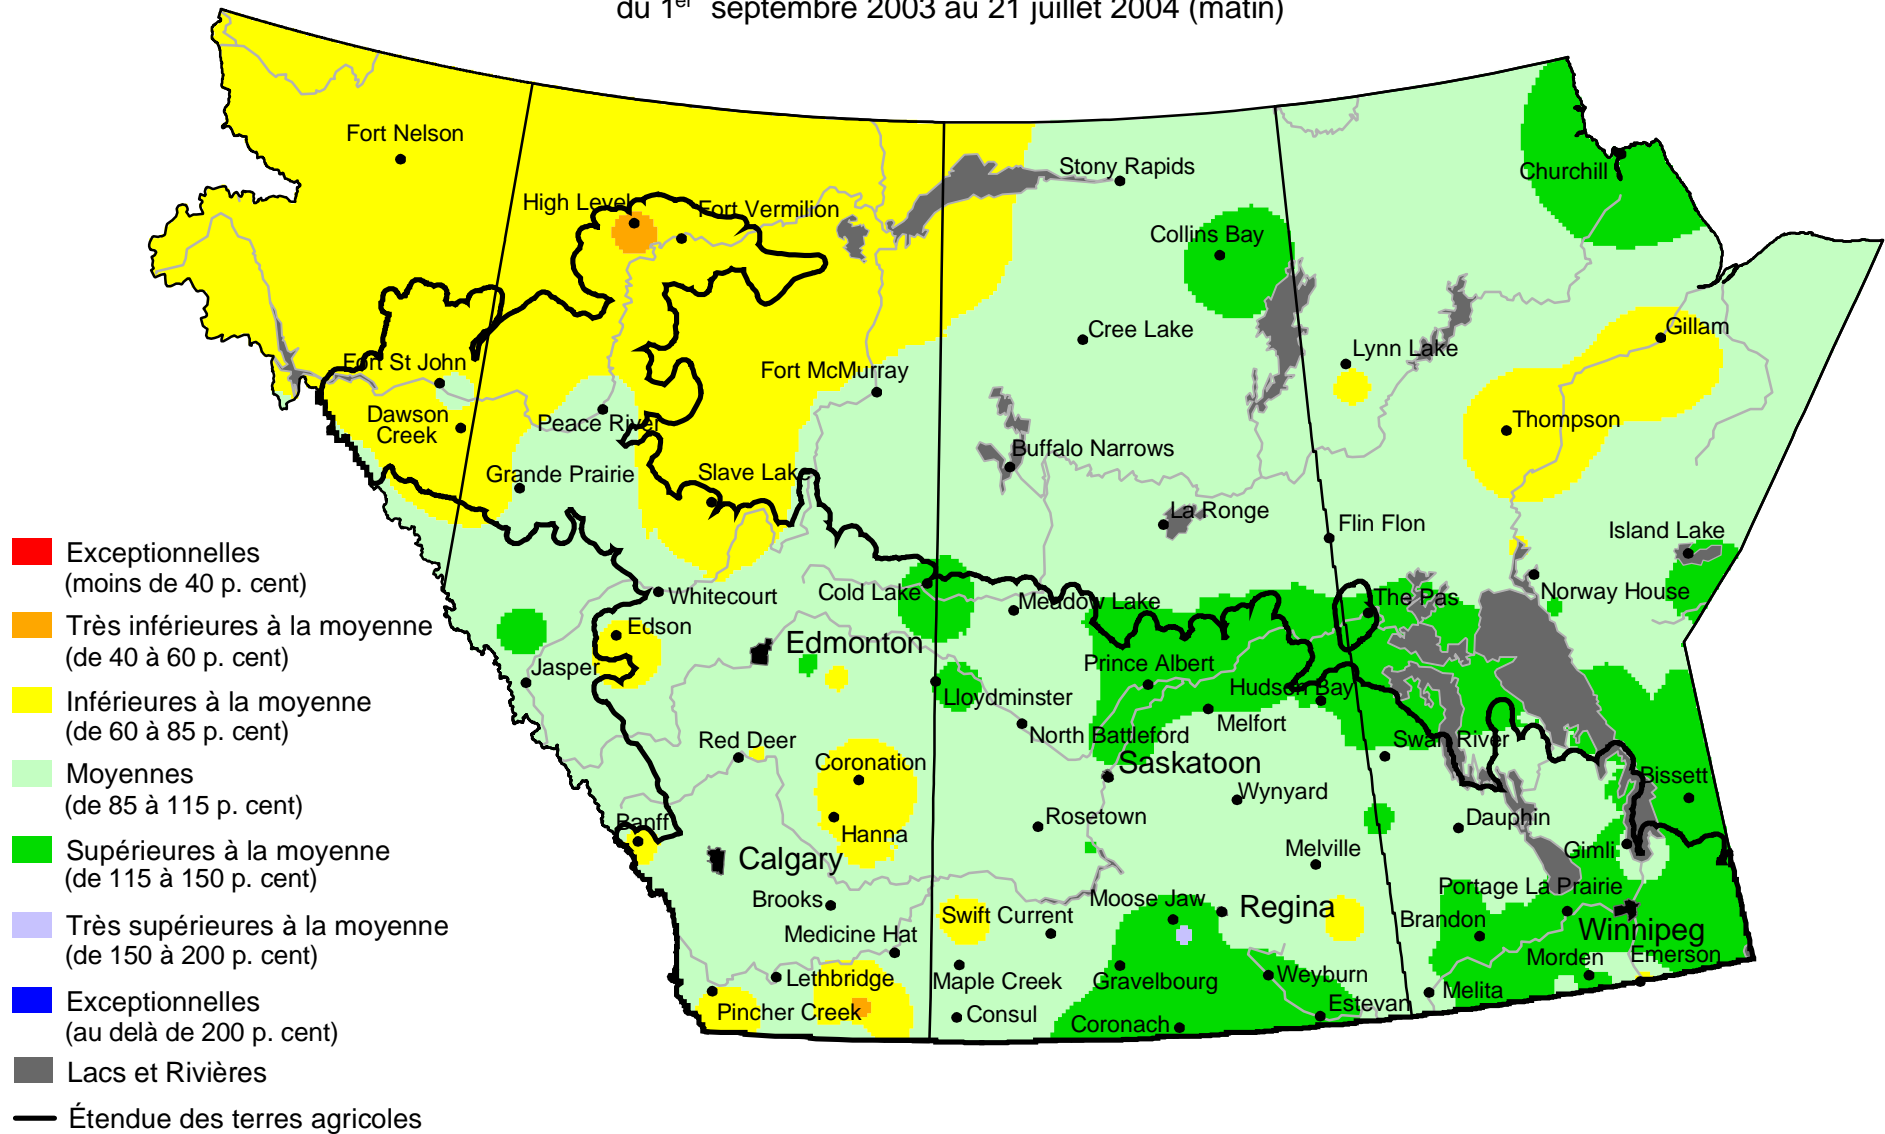 du 1er septembre 2003 au 21 juillet 2004 (matin)
Fort Nelson
Churchill
Stony Rapids
High Level
Fort Vermilion
Collins Bay
Gillam
Cree Lake
Lynn Lake
Fort St John
Fort McMurray
Dawson
Creek
Peace River
Thompson
Buffalo Narrows
Grande Prairie
Slave Lake
La Ronge
Flin Flon
Island Lake
Exceptionnelles
(moins de 40 p. cent)
Très inférieures à la moyenne
(de 40 à 60 p. cent)
Inférieures à la moyenne
(de 60 à 85 p. cent)
Moyennes
(de 85 à 115 p. cent)
Supérieures à la moyenne
(de 115 à 150 p. cent)
Très supérieures à la moyenne
(de 150 à 200 p. cent)
Exceptionnelles
(au delà de 200 p. cent)
Lacs et Rivières
Étendue des terres agricoles
Whitecourt
Cold Lake
Meadow Lake
The Pas
Norway House
Edson
Edmonton
Jasper
Prince Albert
Lloydminster
Hudson Bay
Melfort
North Battleford
Red Deer
Swan River
Coronation
Saskatoon
Bissett
Wynyard
Banff
Hanna
Rosetown
Dauphin
Calgary
Melville
Gimli
Brooks
Moose Jaw
Portage La Prairie
Swift Current
Regina
Brandon
Winnipeg
Medicine Hat
Morden
Emerson
Lethbridge
Maple Creek
Gravelbourg
Weyburn
Melita
Pincher Creek
Consul
Coronach
Estevan